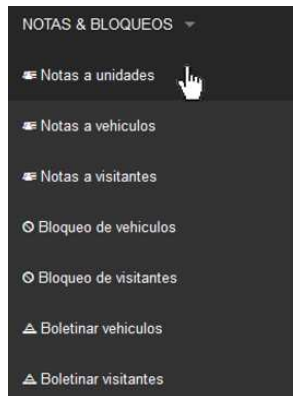 NOTAS & BLOQUEOS
Notas a unidades
Notas a vehiculos
Notas a visitantes
Bloqueo de vehiculos
Bloqueo de visitantes
Boletinar vehiculos
Boletinar visitantes